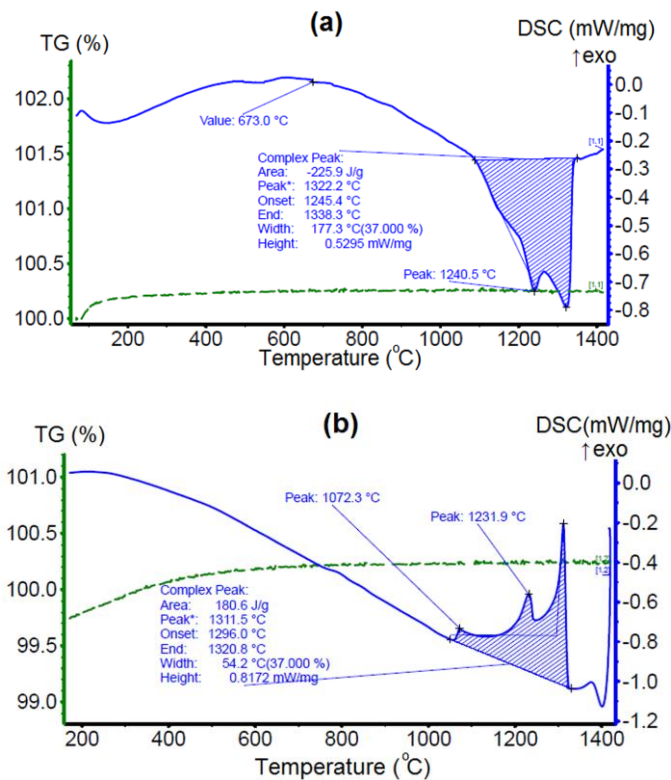 (a)
TG (%)
DSC (mW/mg)
↑exo
102.0
101.5
101.0
100.5
100.0
0.0
-0.1
-0.2
-0.3
-0.4
-0.5
-0.6
-0.7
-0.8
Value: 673.0 °C
[1,1]
Complex Peak:
Area: -225.9 J/g
Peak*: 1322.2 °C
Onset: 1245.4 °C
End: 1338.3 °C
Width: 177.3 °C(37.000 %)
Height: 0.5295 mW/mg
Peak: 1240.5 °C
[1,1]
200 400 600 800 1000 1200 1400
Temperature (°C)
(b)
TG (%)
DSC(mW/mg)
↑exo
101.0
100.5
100.0
99.5
99.0
0.0
-0.2
-0.4
-0.6
-0.8
-1.0
-1.2
Peak: 1072.3 °C
Peak: 1231.9 °C
[1,2]
[1,2]
Complex Peak:
Area: 180.6 J/g
Peak*: 1311.5 °C
Onset: 1296.0 °C
End: 1320.8 °C
Width: 54.2 °C(37.000 %)
Height: 0.8172 mW/mg
200 400 600 800 1000 1200 1400
Temperature (°C)